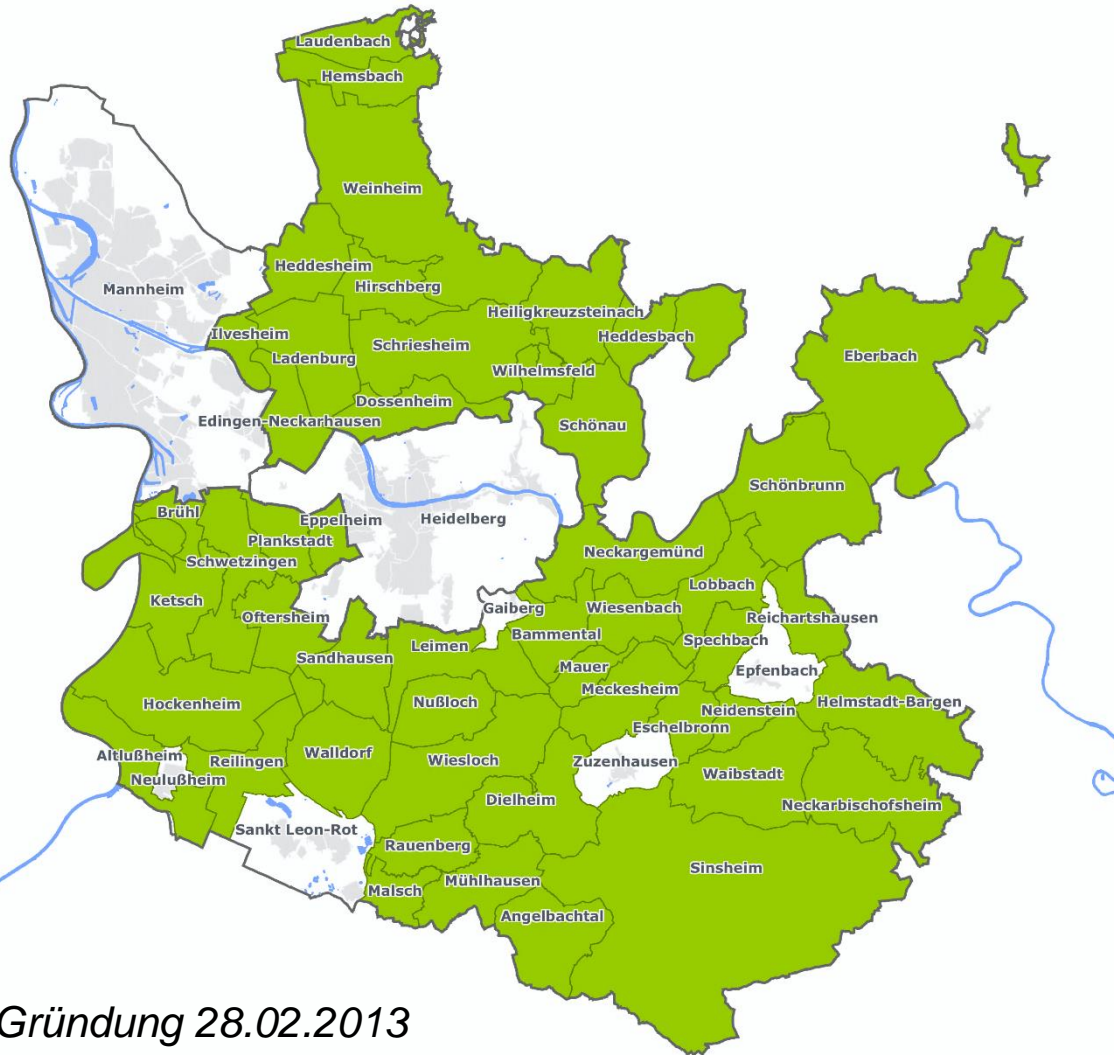 Laudenbach
Hemsbach
Weinheim
Heddesheim
Mannheim
Hirschberg
Heiligkreuzsteinach
Ilvesheim
Heddesbach
Schriesheim
Ladenburg
Eberbach
Wilhelmsfeld
Dossenheim
Edingen-Neckarhausen
Schönau
Schönbrunn
Brühl
Eppelheim
Heidelberg
Plankstadt
Neckargemünd
Schwetzingen
Lobbach
Ketsch
Gaiberg
Wiesenbach
Oftersheim
Reichartshausen
Bammental
Leimen
Spechbach
Sandhausen
Mauer
Epfenbach
Meckesheim
Nußloch
Helmstadt-Bargen
Hockenheim
Neidenstein
Eschelbronn
Altlußheim
Walldorf
Wiesloch
Reilingen
Zuzenhausen
Neulußheim
Waibstadt
Dielheim
Neckarbischofsheim
Sankt Leon-Rot
Rauenberg
Sinsheim
Mühlhausen
Malsch
Angelbachtal
Gründung 28.02.2013